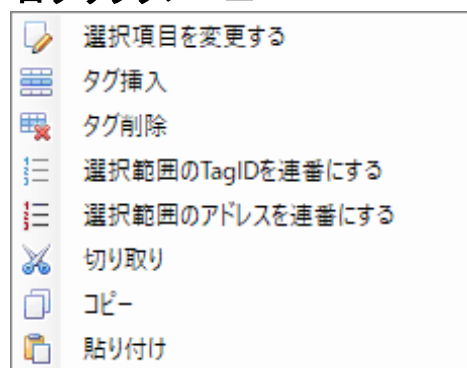 選択項目を変更する
タグ挿入
タグ削除
選択範囲のTagIDを連番にする
選択範囲のアドレスを連番にする
切り取り
コピー
貼り付け